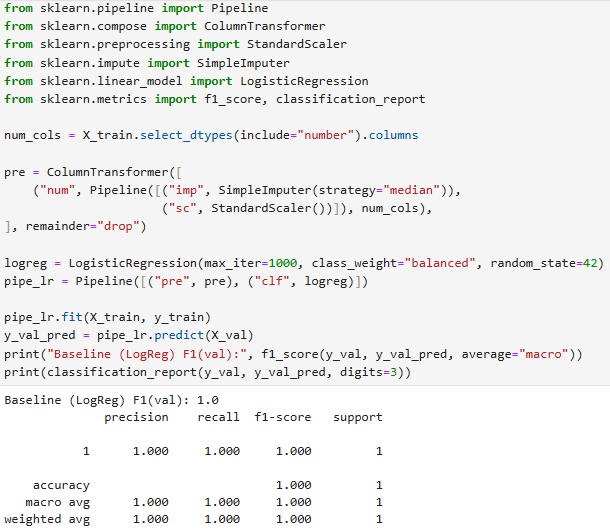 from sklearn.pipeline import Pipeline
from sklearn.compose import ColumnTransformer
from sklearn.preprocessing import StandardScaler
from sklearn.impute import SimpleImputer
from sklearn.linear_model import LogisticRegression
from sklearn.metrics import f1_score, classification_report

num_cols = X_train.select_dtypes(include="number").columns

pre = ColumnTransformer([
    ("num", Pipeline([("imp", SimpleImputer(strategy="median")),
                      ("sc", StandardScaler())]), num_cols),
], remainder="drop")

logreg = LogisticRegression(max_iter=1000, class_weight="balanced", random_state=42)
pipe_lr = Pipeline([("pre", pre), ("clf", logreg)])

pipe_lr.fit(X_train, y_train)
y_val_pred = pipe_lr.predict(X_val)
print("Baseline (LogReg) F1(val):", f1_score(y_val, y_val_pred, average="macro"))
print(classification_report(y_val, y_val_pred, digits=3))

Baseline (LogReg) F1(val): 1.0
              precision    recall  f1-score   support

           1      1.000     1.000     1.000         1

    accuracy                          1.000         1
   macro avg      1.000     1.000     1.000         1
weighted avg      1.000     1.000     1.000         1